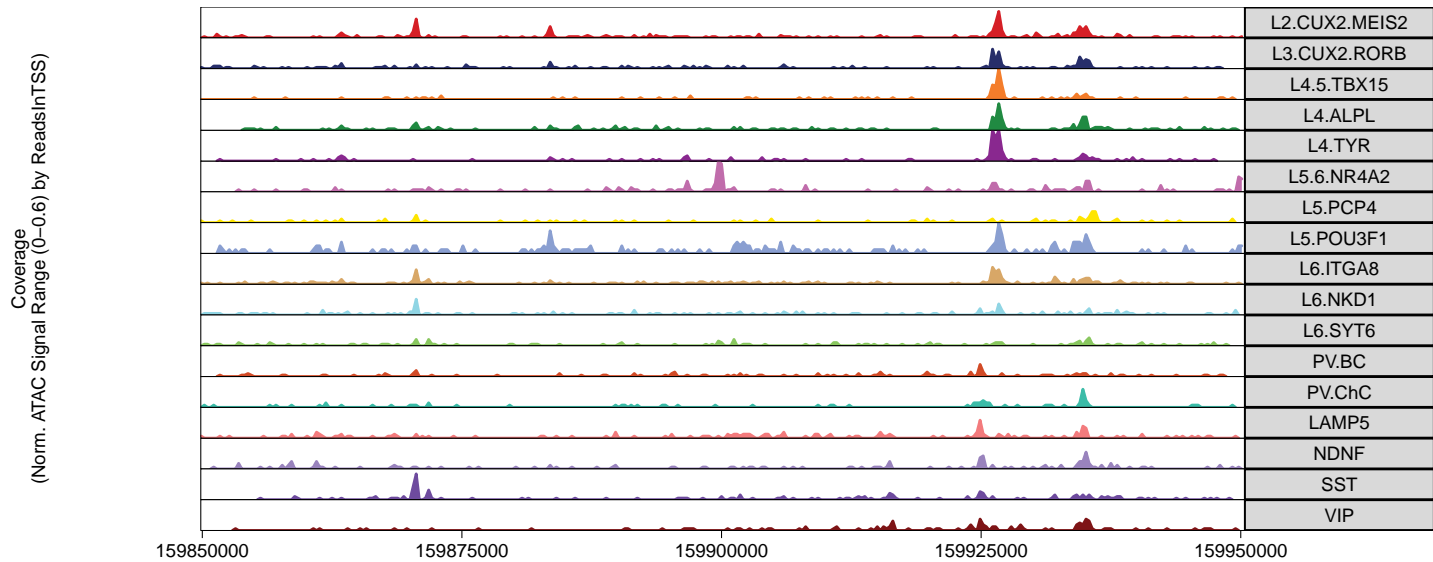 Coverage
(Norm. ATAC Signal Range (0−0.6) by ReadsInTSS)
L2.CUX2.MEIS2
L3.CUX2.RORB
L4.5.TBX15
L4.ALPL
L4.TYR
L5.6.NR4A2
L5.PCP4
L5.POU3F1
L6.ITGA8
L6.NKD1
L6.SYT6
PV.BC
PV.ChC
LAMP5
NDNF
SST
VIP
159850000 159875000 159900000 159925000 159950000